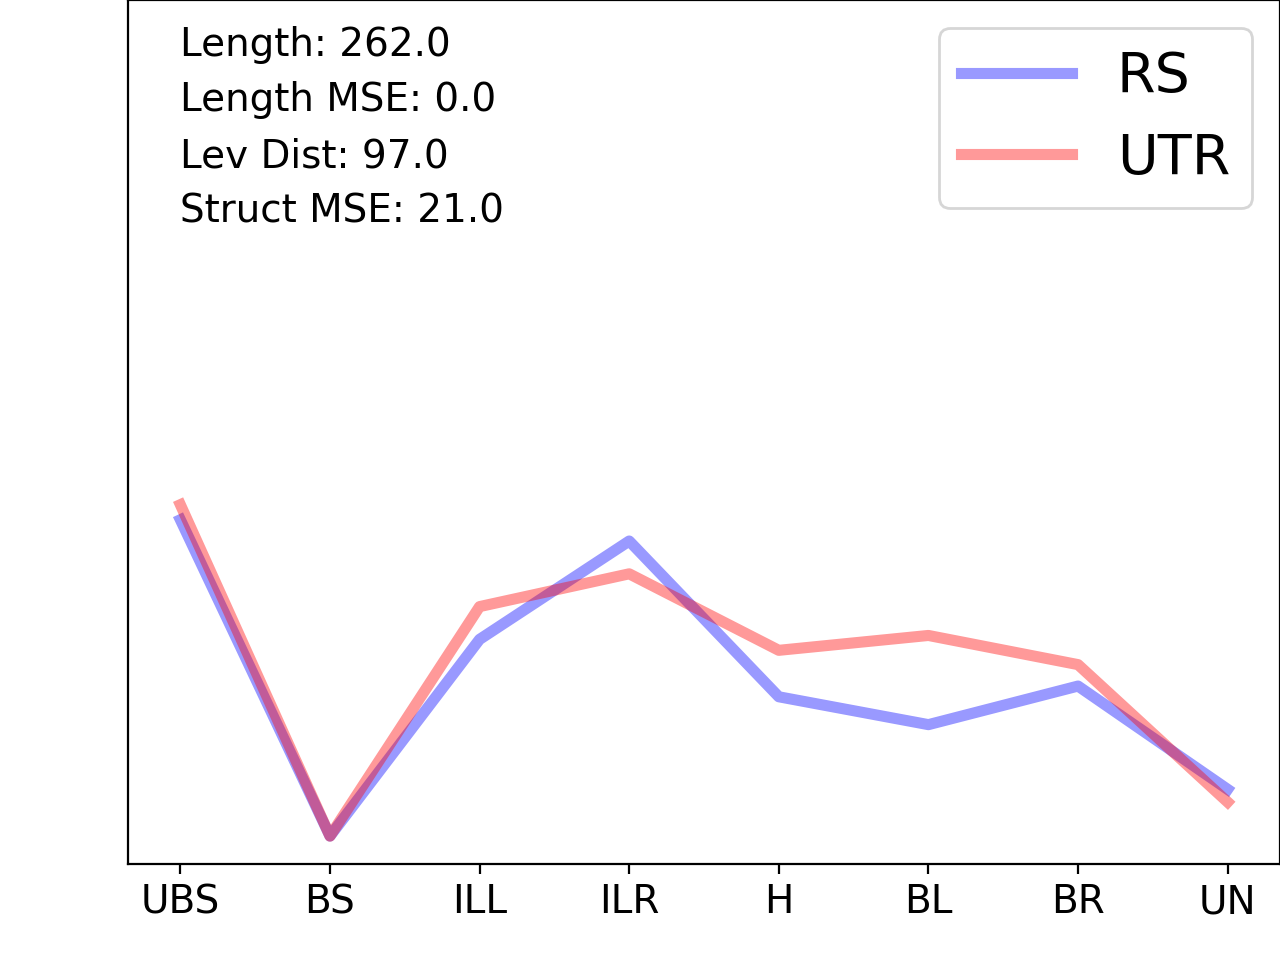 Length: 262.0
Length MSE: 0.0
Lev Dist: 97.0
Struct MSE: 21.0
RS
UTR
UBS BS ILL ILR H BL BR UN